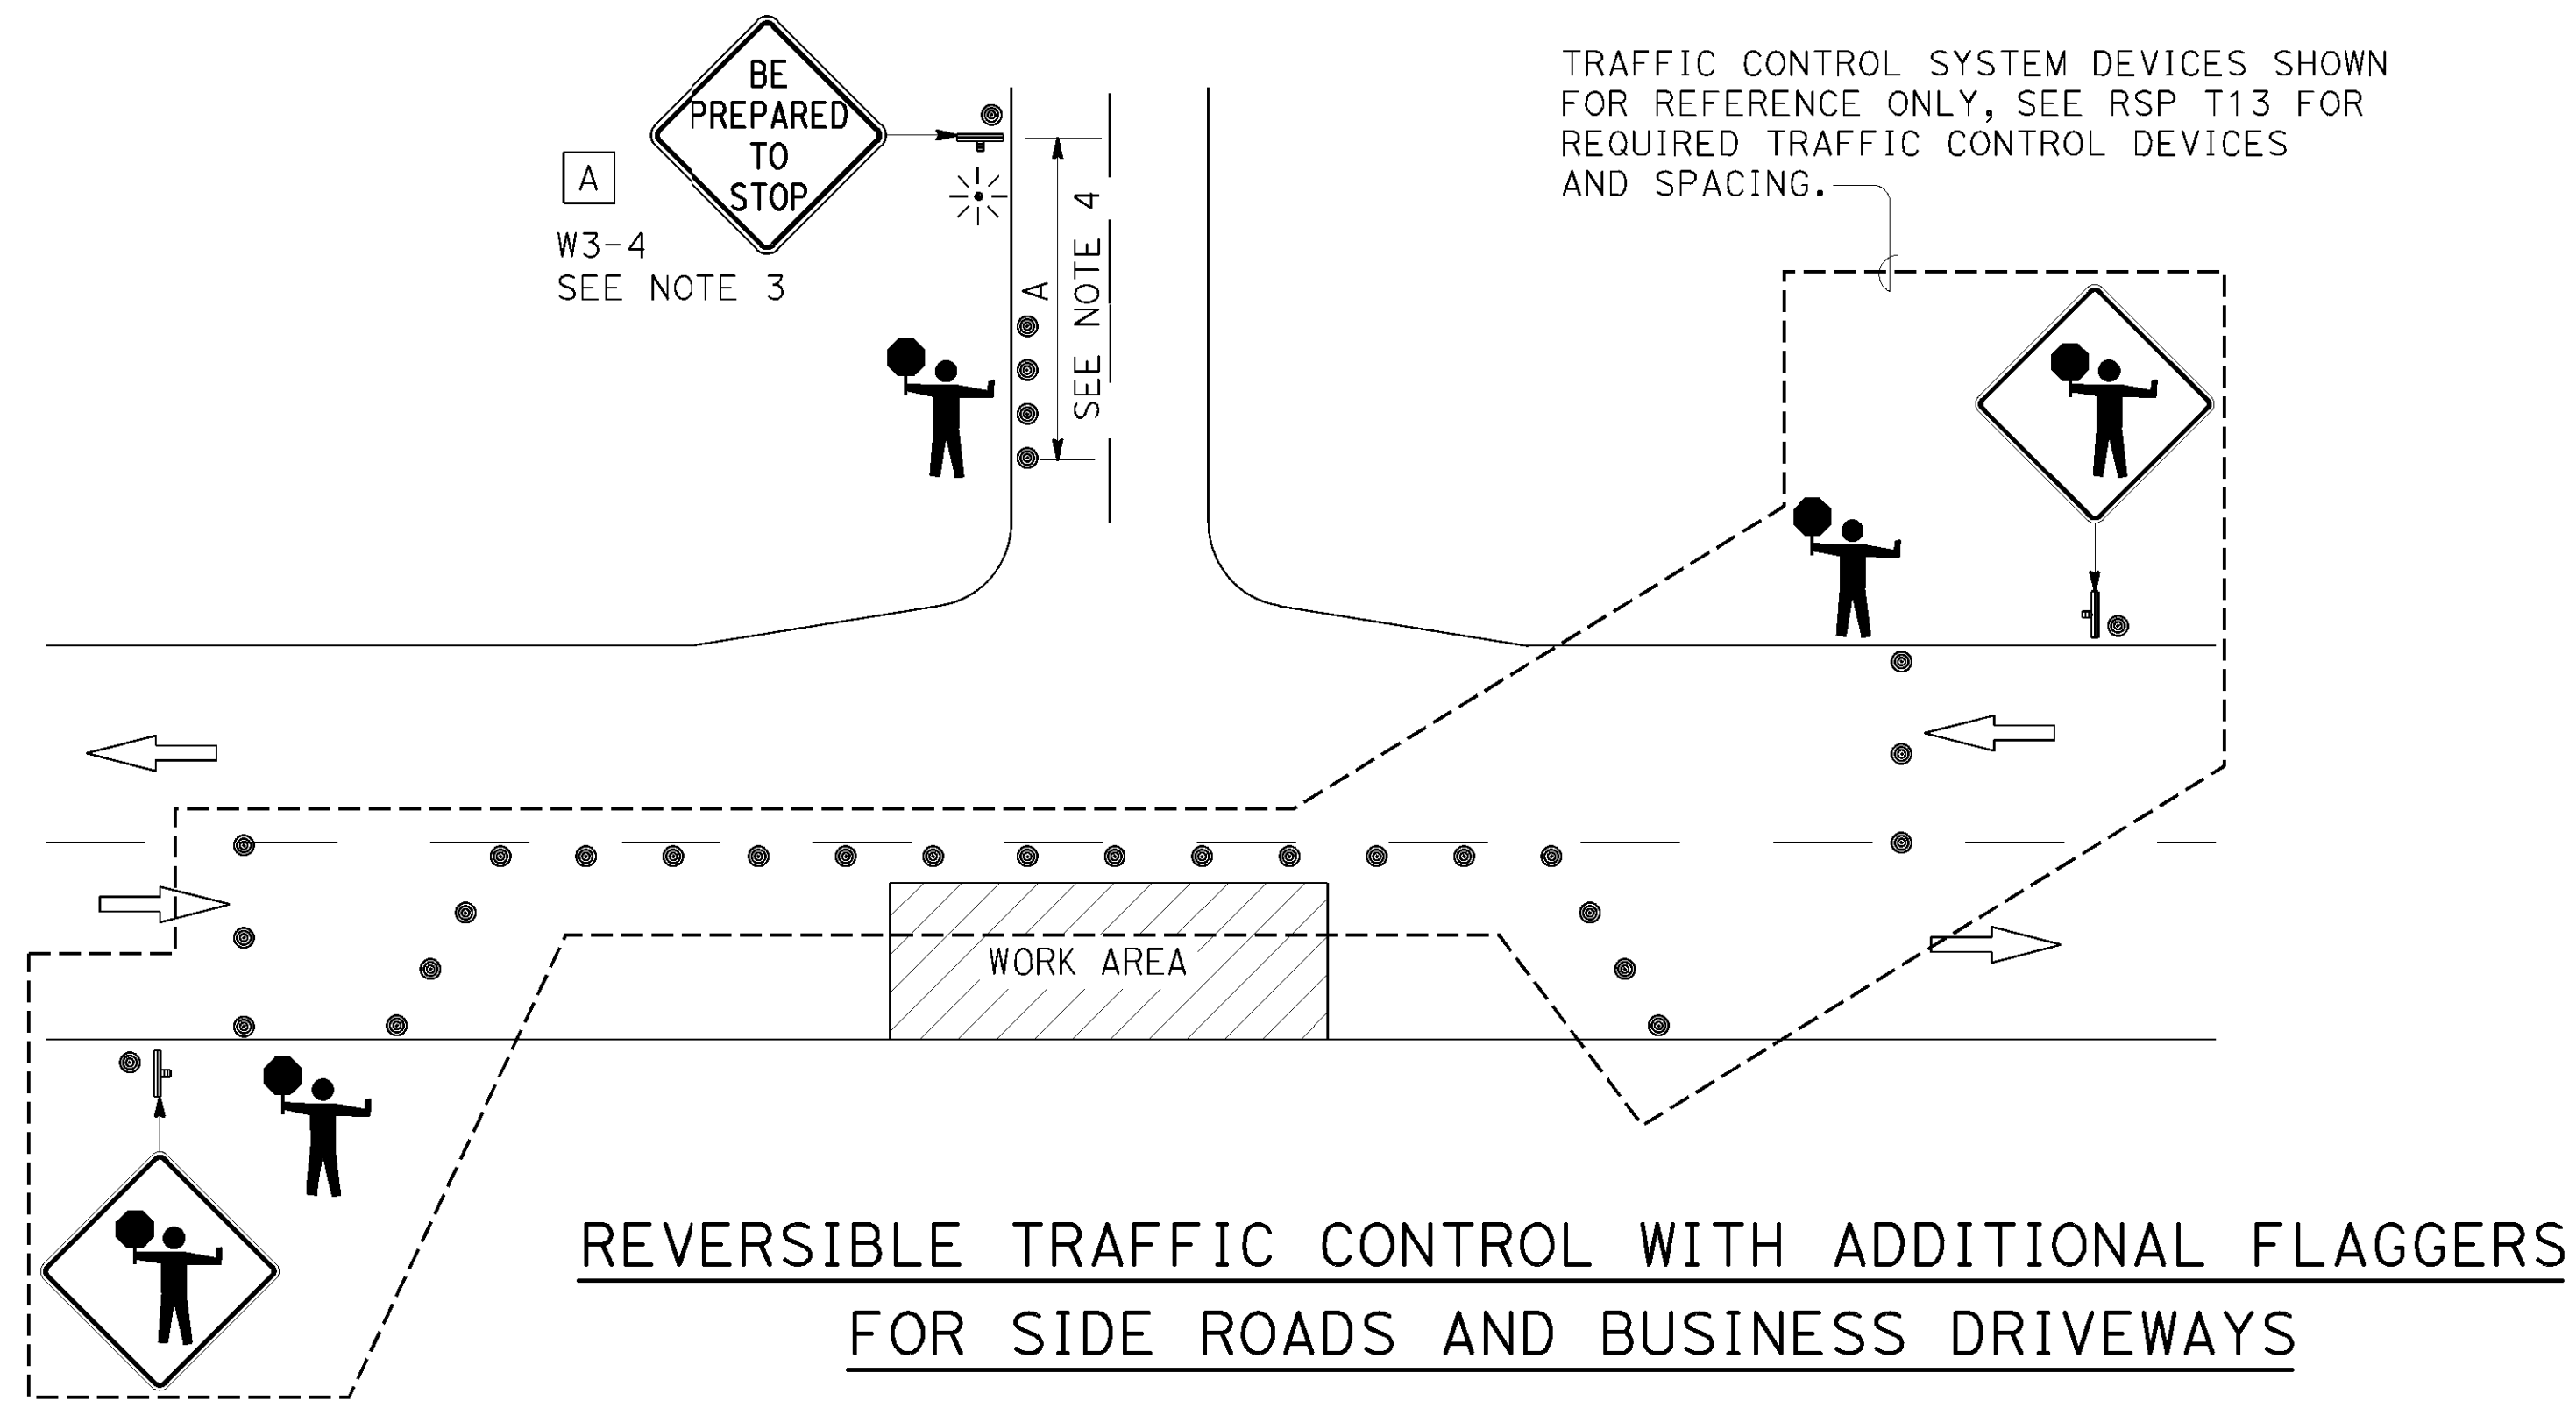 BE
PREPARED
TO
STOP
A
W3-4
SEE NOTE 3
A
SEE NOTE 4
TRAFFIC CONTROL SYSTEM DEVICES SHOWN
FOR REFERENCE ONLY, SEE RSP T13 FOR
REQUIRED TRAFFIC CONTROL DEVICES
AND SPACING.
WORK AREA
REVERSIBLE TRAFFIC CONTROL WITH ADDITIONAL FLAGGERS
FOR SIDE ROADS AND BUSINESS DRIVEWAYS